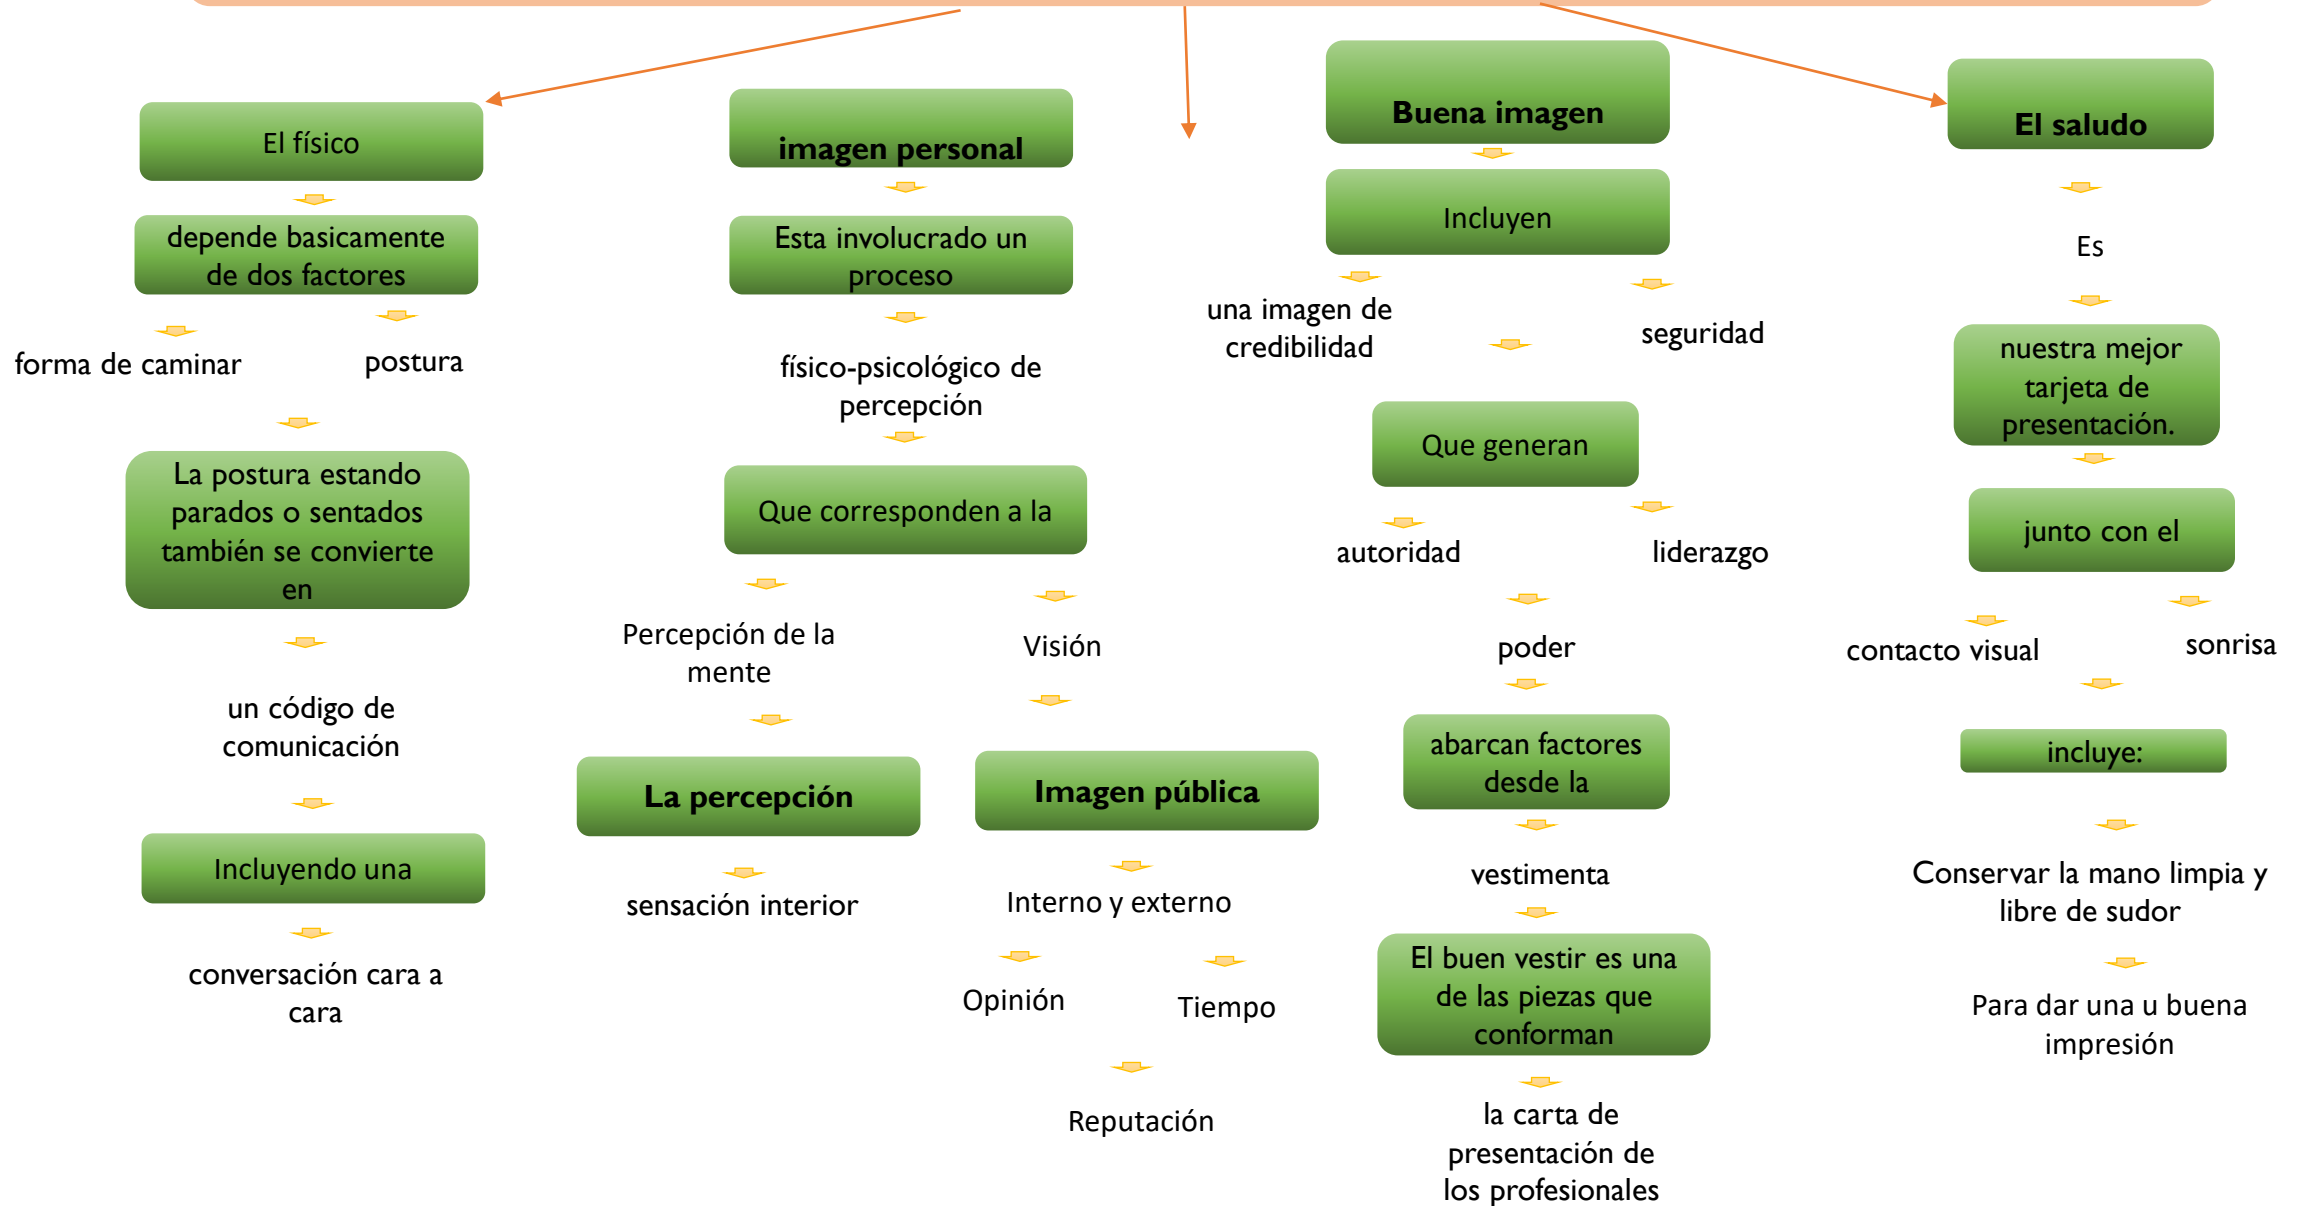 El físico
depende basicamente
de dos factores
forma de caminar
postura
La postura estando
parados o sentados
también se convierte
en
un código de
comunicación
Incluyendo una
conversación cara a
cara
imagen personal
Esta involucrado un
proceso
físico-psicológico de
percepción
Que corresponden a la
Percepción de la
mente
Visión
La percepción
sensación interior
Imagen pública
Interno y externo
Opinión
Tiempo
Reputación
Buena imagen
Incluyen
una imagen de
credibilidad
seguridad
Que generan
autoridad
liderazgo
poder
abarcan factores
desde la
vestimenta
El buen vestir es una
de las piezas que
conforman
la carta de
presentación de
los profesionales
El saludo
Es
nuestra mejor
tarjeta de
presentación.
junto con el
contacto visual
sonrisa
incluye:
Conservar la mano limpia y
libre de sudor
Para dar una u buena
impresión